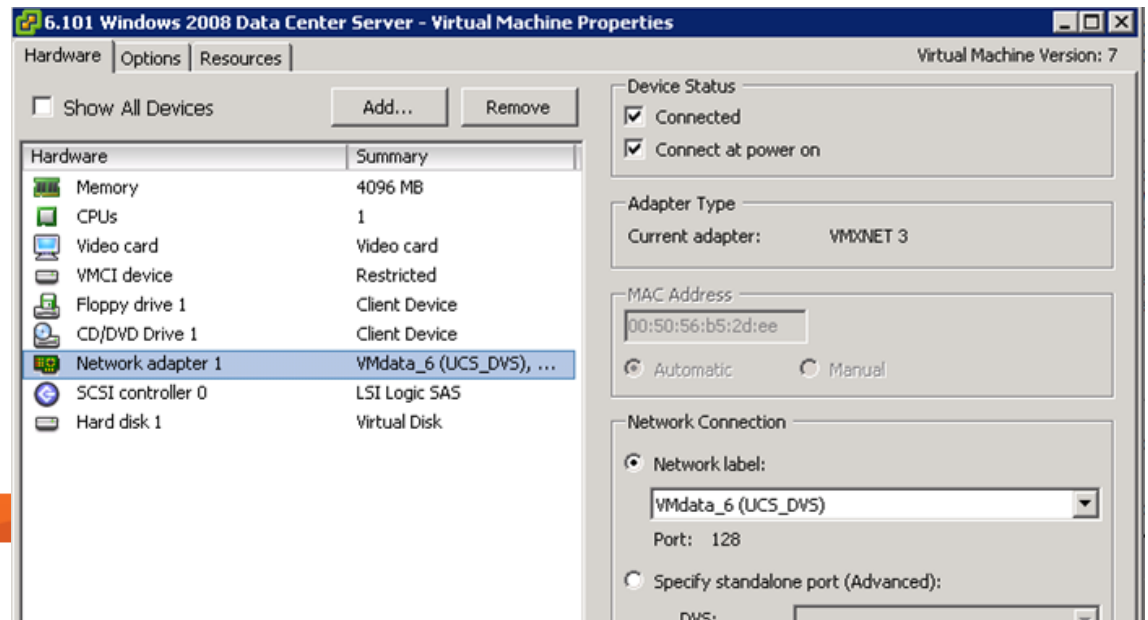 6.101 Windows 2008 Data Center Server - Virtual Machine Properties
Hardware Options Resources Virtual Machine Version: 7
Show All Devices Add... Remove
Hardware Summary
Memory 4096 MB
CPUs 1
Video card Video card
VMCI device Restricted
Floppy drive 1 Client Device
CD/DVD Drive 1 Client Device
Network adapter 1 VMdata_6 (UCS_DVS), ...
SCSI controller 0 LSI Logic SAS
Hard disk 1 Virtual Disk
Device Status
Connected
Connect at power on
Adapter Type
Current adapter: VMXNET 3
MAC Address
00:50:56:b5:2d:ee
Automatic Manual
Network Connection
Network label:
VMdata_6 (UCS_DVS)
Port: 128
Specify standalone port (Advanced):
DVS: